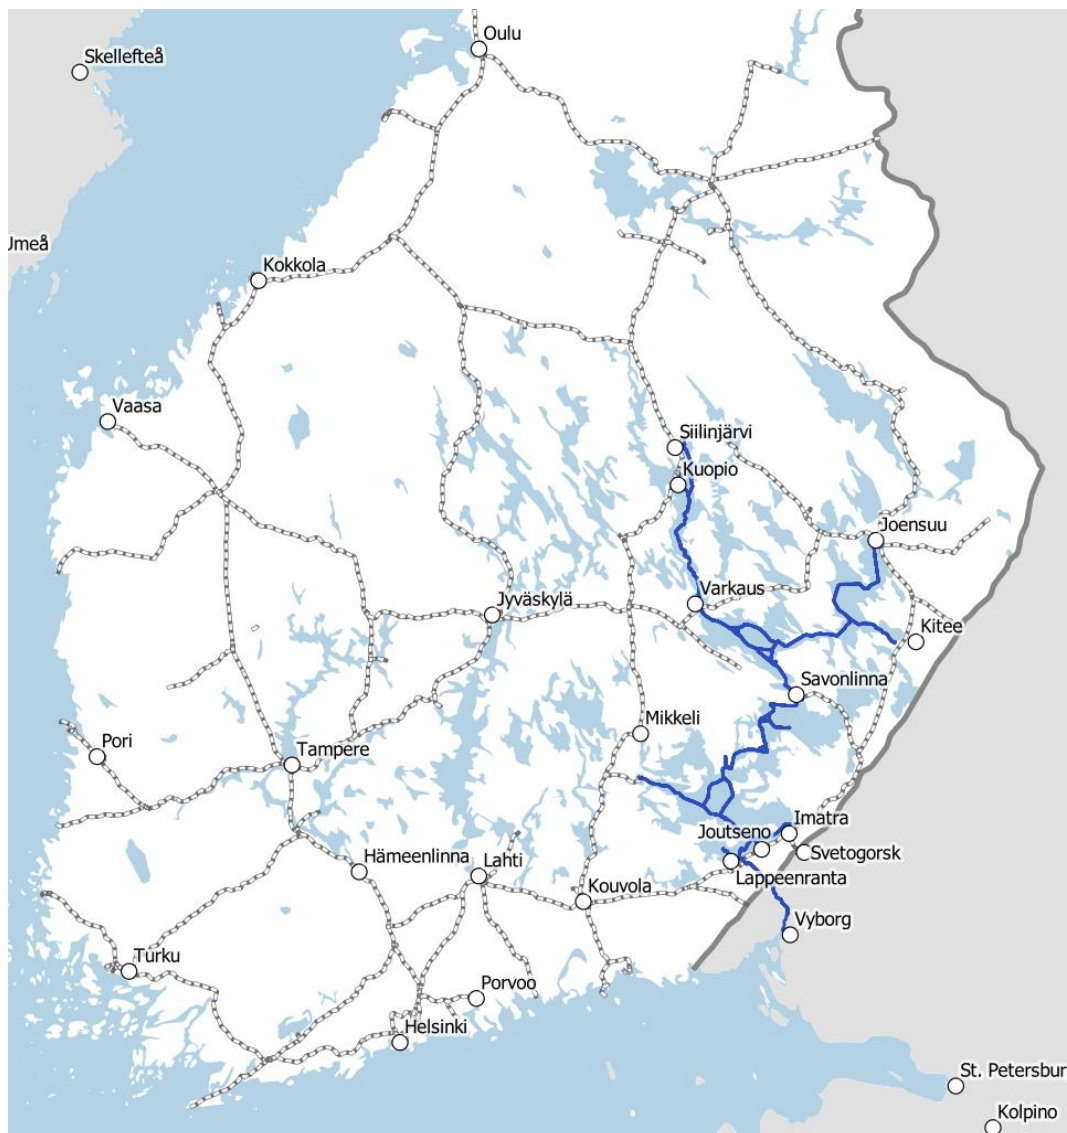 Oulu
Skellefteå
Umeå
Kokkola
Vaasa
Siilinjärvi
Kuopio
Joensuu
Varkaus
Jyväskylä
Kitee
Savonlinna
Mikkeli
Pori
Tampere
Imatra
Joutseno
Svetogorsk
Hämeenlinna
Lahti
Lappeenranta
Kouvola
Vyborg
Turku
Porvoo
Helsinki
St. Petersbur
Kolpino